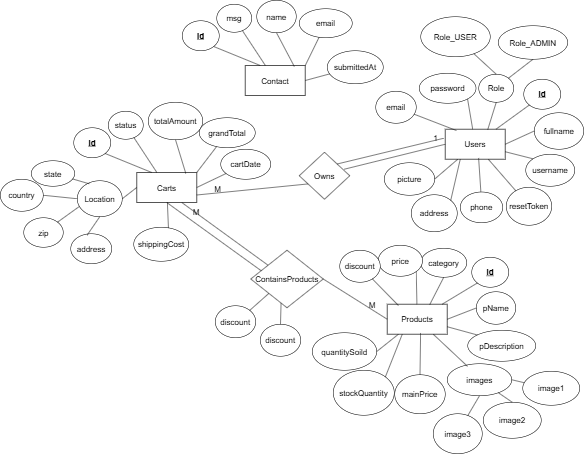 msg
name
email
Id
submittedAt
Contact
Role_USER
Role_ADMIN
password
Role
Id
email
fullname
1
Users
username
picture
address
phone
resetToken
totalAmount
status
grandTotal
Id
cartDate
state
Carts
M
Owns
country
Location
zip
address
shippingCost
M
ContainsProducts
discount
discount
discount
price
category
Id
pName
M
Products
pDescription
quantitySoild
stockQuantity
mainPrice
images
image1
image2
image3